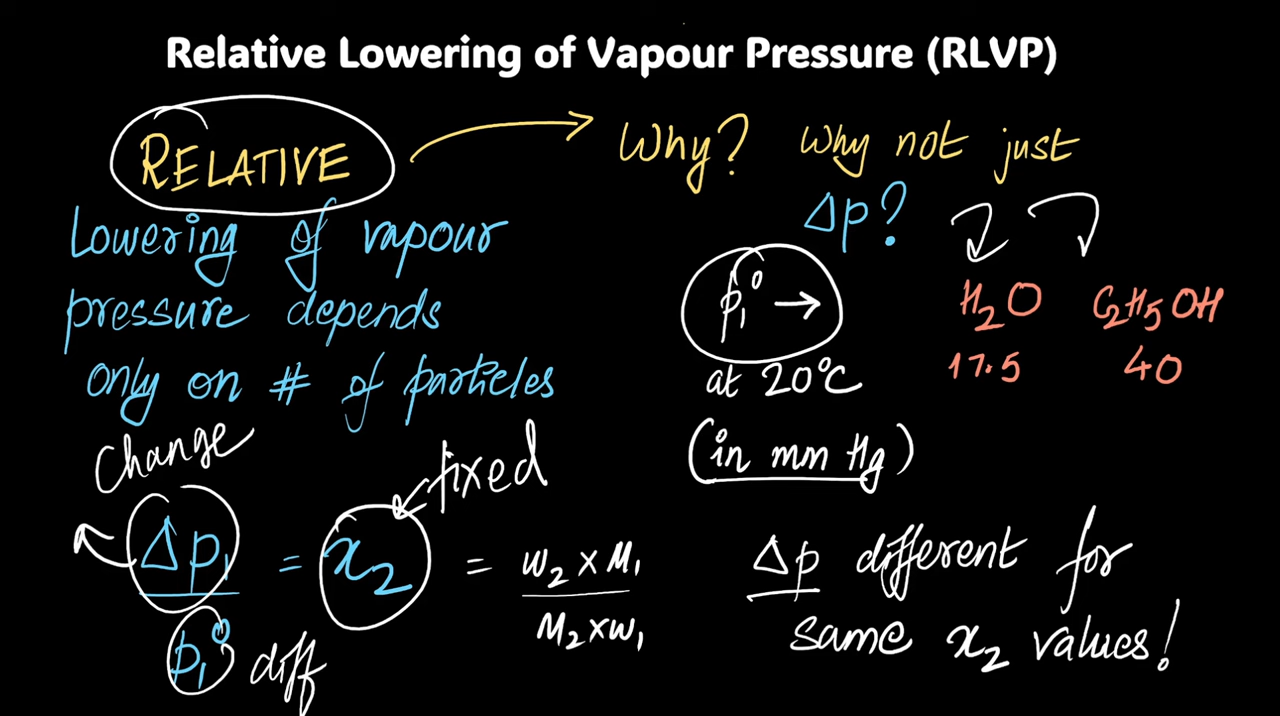 Relative Lowering of Vapour Pressure (RLVP)
RELATIVE
Why? Why not just
Δp?
Lowering of vapour
pressure depends
only on # of particles
p₁⁰ →
H₂O C₂H₅OH
at 20°C
17.5 40
(in mm Hg)
Change
fixed
Δp₁ = x₂ = w₂ × M₁
p₁⁰ M₂ × w₁
diff
Δp different for
same x₂ values!